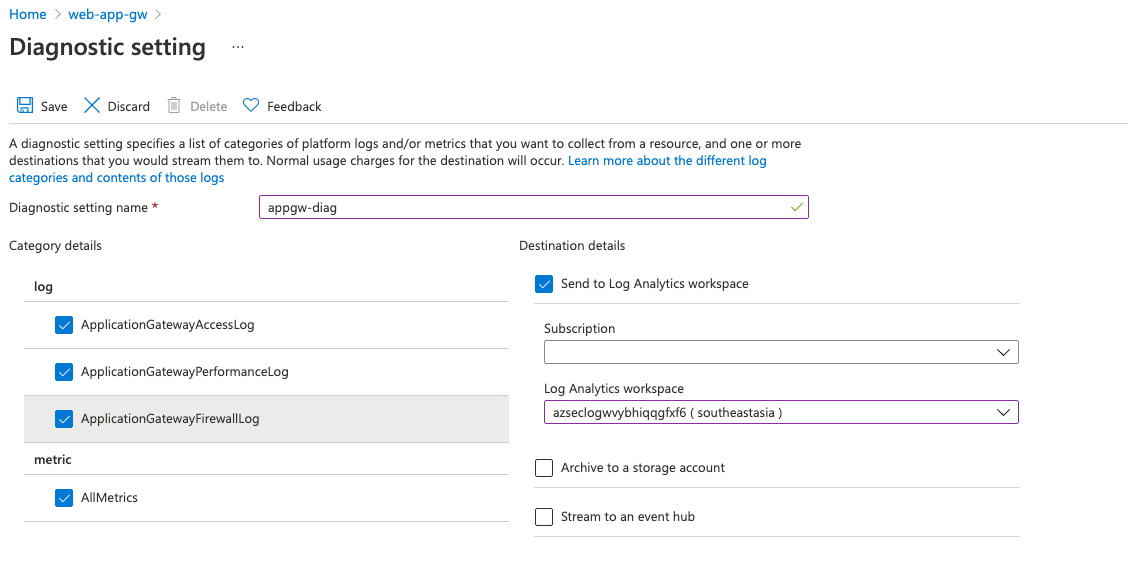 Home > web-app-gw >
Diagnostic setting ...
Save Discard Delete Feedback
A diagnostic setting specifies a list of categories of platform logs and/or metrics that you want to collect from a resource, and one or more
destinations that you would stream them to. Normal usage charges for the destination will occur. Learn more about the different log
categories and contents of those logs
Diagnostic setting name *
appgw-diag
Category details
log
ApplicationGatewayAccessLog
ApplicationGatewayPerformanceLog
ApplicationGatewayFirewallLog
metric
AllMetrics
Destination details
Send to Log Analytics workspace
Subscription
Log Analytics workspace
azseclogwvybhiqqgfxf6 ( southeastasia )
Archive to a storage account
Stream to an event hub